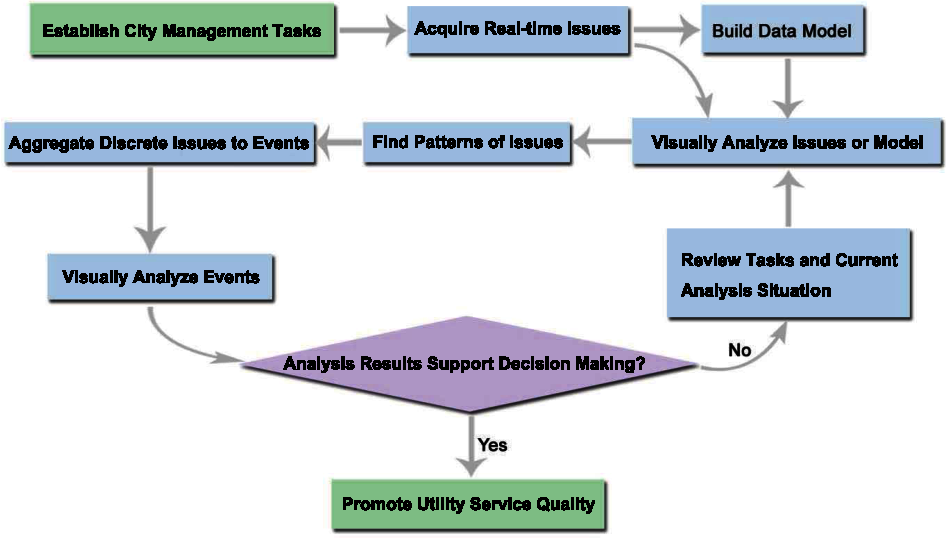 Establish City Management Tasks
Acquire Real-time Issues
Build Data Model
Aggregate Discrete Issues to Events
Find Patterns of Issues
Visually Analyze Issues or Model
Visually Analyze Events
Review Tasks and Current
Analysis Situation
Analysis Results Support Decision Making?
No
Yes
Promote Utility Service Quality